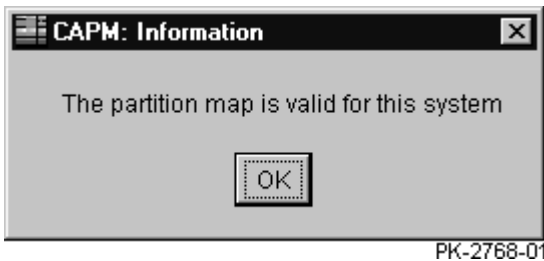 CAPM: Information
The partition map is valid for this system
OK
PK-2768-01